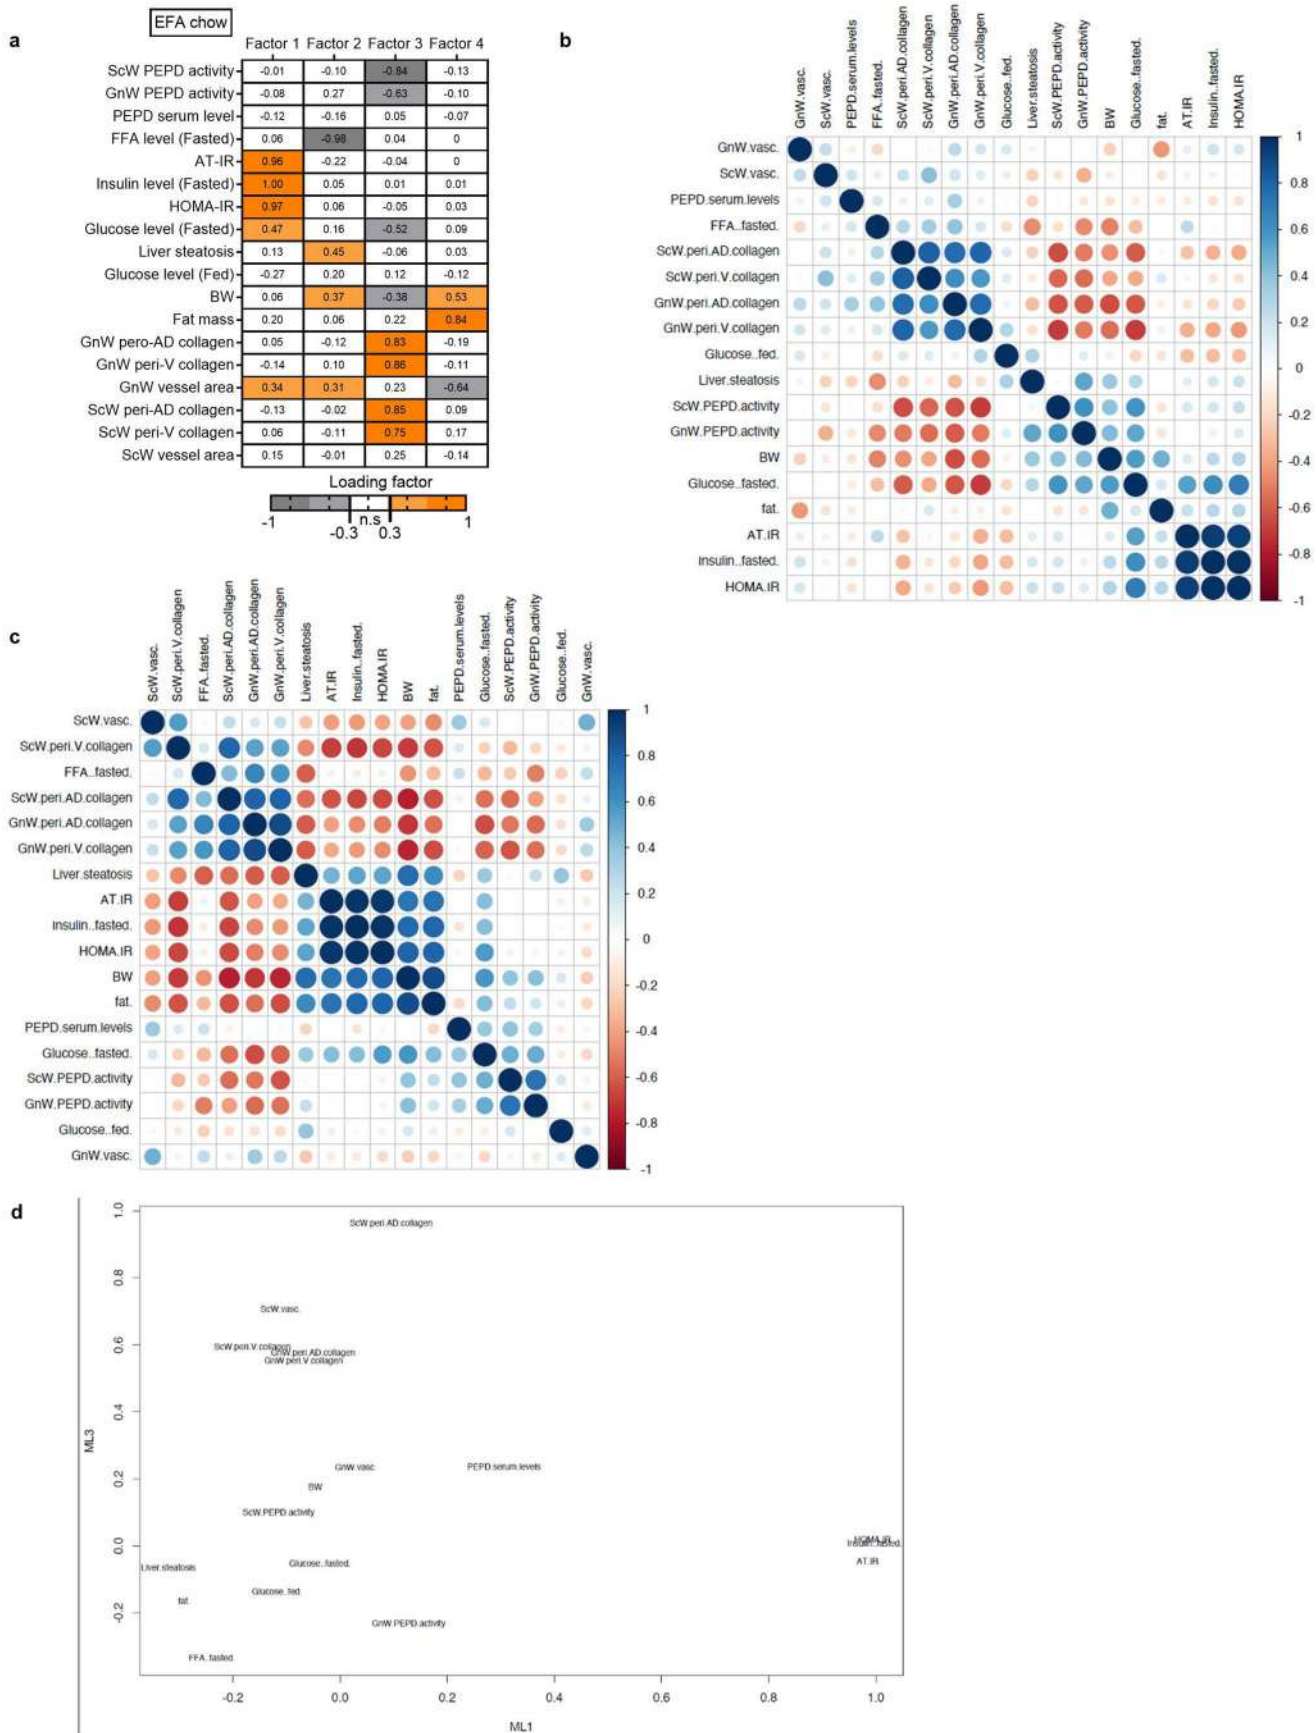 EFA chow
a
Factor 1 Factor 2 Factor 3 Factor 4
ScW PEPD activity -0.01 -0.10 -0.84 -0.13
GnW PEPD activity -0.08 0.27 -0.63 -0.10
PEPD serum level -0.12 -0.16 0.05 -0.07
FFA level (Fasted) 0.06 -0.98 0.04 0
AT-IR 0.96 -0.22 -0.04 0
Insulin level (Fasted) 1.00 0.05 0.01 0.01
HOMA-IR 0.97 0.06 -0.05 0.03
Glucose level (Fasted) 0.47 0.16 -0.52 0.09
Liver steatosis 0.13 0.45 -0.06 0.03
Glucose level (Fed) -0.27 0.20 0.12 -0.12
BW 0.06 0.37 -0.38 0.53
Fat mass 0.20 0.06 0.22 0.84
GnW pero-AD collagen 0.05 -0.12 0.83 -0.19
GnW peri-V collagen -0.14 0.10 0.86 -0.11
GnW vessel area 0.34 0.31 0.23 -0.64
ScW peri-AD collagen -0.13 -0.02 0.85 0.09
ScW peri-V collagen 0.06 -0.11 0.75 0.17
ScW vessel area 0.15 -0.01 0.25 -0.14
Loading factor
-1 n.s 1
-0.3 0.3
b
GnW.vasc.
ScW.vasc.
PEPD.serum.levels
FFA..fasted.
ScW.peri.AD.collagen
ScW.peri.V.collagen
GnW.peri.AD.collagen
GnW.peri.V.collagen
Glucose..fed.
Liver.steatosis
ScW.PEPD.activity
GnW.PEPD.activity
BW
Glucose..fasted.
fat.
AT.IR
Insulin..fasted.
HOMA.IR
GnW.vasc.
ScW.vasc.
PEPD.serum.levels
FFA..fasted.
ScW.peri.AD.collagen
ScW.peri.V.collagen
GnW.peri.AD.collagen
GnW.peri.V.collagen
Glucose..fed.
Liver.steatosis
ScW.PEPD.activity
GnW.PEPD.activity
BW
Glucose..fasted.
fat.
AT.IR
Insulin..fasted.
HOMA.IR
1
0.8
0.6
0.4
0.2
0
-0.2
-0.4
-0.6
-0.8
-1
c
ScW.vasc.
ScW.peri.V.collagen
FFA..fasted.
ScW.peri.AD.collagen
GnW.peri.AD.collagen
GnW.peri.V.collagen
Liver.steatosis
AT.IR
Insulin..fasted.
HOMA.IR
BW
fat.
PEPD.serum.levels
Glucose..fasted.
ScW.PEPD.activity
GnW.PEPD.activity
Glucose..fed.
GnW.vasc.
ScW.vasc.
ScW.peri.V.collagen
FFA..fasted.
ScW.peri.AD.collagen
GnW.peri.AD.collagen
GnW.peri.V.collagen
Liver.steatosis
AT.IR
Insulin..fasted.
HOMA.IR
BW
fat.
PEPD.serum.levels
Glucose..fasted.
ScW.PEPD.activity
GnW.PEPD.activity
Glucose..fed.
GnW.vasc.
1
0.8
0.6
0.4
0.2
0
-0.2
-0.4
-0.6
-0.8
-1
d
ML3
1.0
0.8
0.6
0.4
0.2
0.0
-0.2
ScW.peri.AD.collagen
ScW.vasc.
ScW.peri.V.collagen
GnW.peri.AD.collagen
GnW.peri.V.collagen
GnW.vasc.
PEPD.serum.levels
BW
ScW.PEPD.activity
HOMA.IR
Insulin..fasted.
AT.IR
Liver.steatosis
Glucose..fasted.
fat.
Glucose..fed.
GnW.PEPD.activity
FFA..fasted.
-0.2 0.0 0.2 0.4 0.6 0.8 1.0
ML1